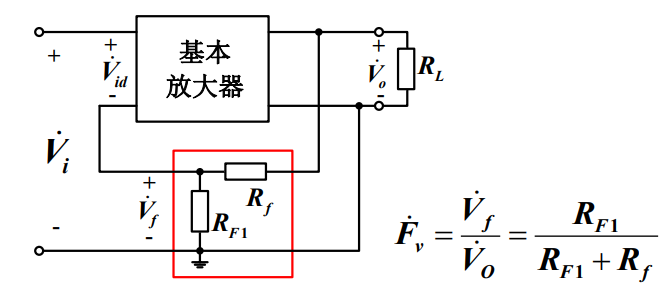 +
+
-
V̇id
基本
放大器
+
V̇o
-
RL
V̇i
-
+
V̇f
-
Rf
RF1
Ḟv = V̇f / V̇O = RF1 / (RF1 + Rf)